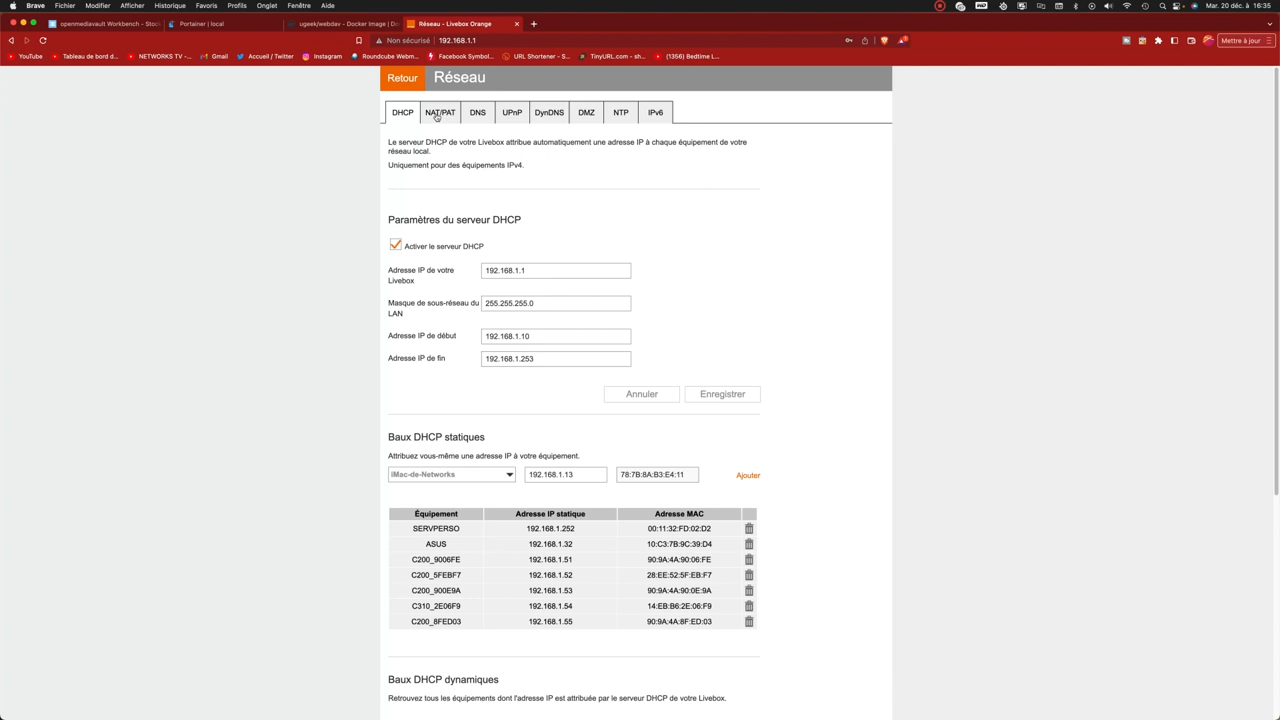 Brave Fichier Modifier Afficher Historique Favoris Profils Onglet Fenêtre Aide Mar. 20 déc. à 16:35
openmediavault Workbench - Stoc Portainer | local ugeek/webdav - Docker Image | Do Réseau - Livebox Orange
Non sécurisé 192.168.1.1 Mettre à jour
YouTube Tableau de bord d... NETWORKS TV -... Gmail Accueil / Twitter Instagram Roundcube Webm... Facebook Symbol... URL Shortener - S... TinyURL.com - sh... (1356) Bedtime L...
Retour Réseau
DHCP NAT/PAT DNS UPnP DynDNS DMZ NTP IPv6
Le serveur DHCP de votre Livebox attribue automatiquement une adresse IP à chaque équipement de votre
réseau local.
Uniquement pour des équipements IPv4.
Paramètres du serveur DHCP
Activer le serveur DHCP
Adresse IP de votre 192.168.1.1
Livebox
Masque de sous-réseau du 255.255.255.0
LAN
Adresse IP de début 192.168.1.10
Adresse IP de fin 192.168.1.253
Annuler Enregistrer
Baux DHCP statiques
Attribuez vous-même une adresse IP à votre équipement.
iMac-de-Networks 192.168.1.13 78:7B:8A:B3:E4:11 Ajouter
Équipement Adresse IP statique Adresse MAC
SERVPERSO 192.168.1.252 00:11:32:FD:02:D2
ASUS 192.168.1.32 10:C3:7B:9C:39:D4
C200_9006FE 192.168.1.51 90:9A:4A:90:06:FE
C200_5FEBF7 192.168.1.52 28:EE:52:5F:EB:F7
C200_900E9A 192.168.1.53 90:9A:4A:90:0E:9A
C310_2E06F9 192.168.1.54 14:EB:B6:2E:06:F9
C200_8FED03 192.168.1.55 90:9A:4A:8F:ED:03
Baux DHCP dynamiques
Retrouvez tous les équipements dont l'adresse IP est attribuée par le serveur DHCP de votre Livebox.